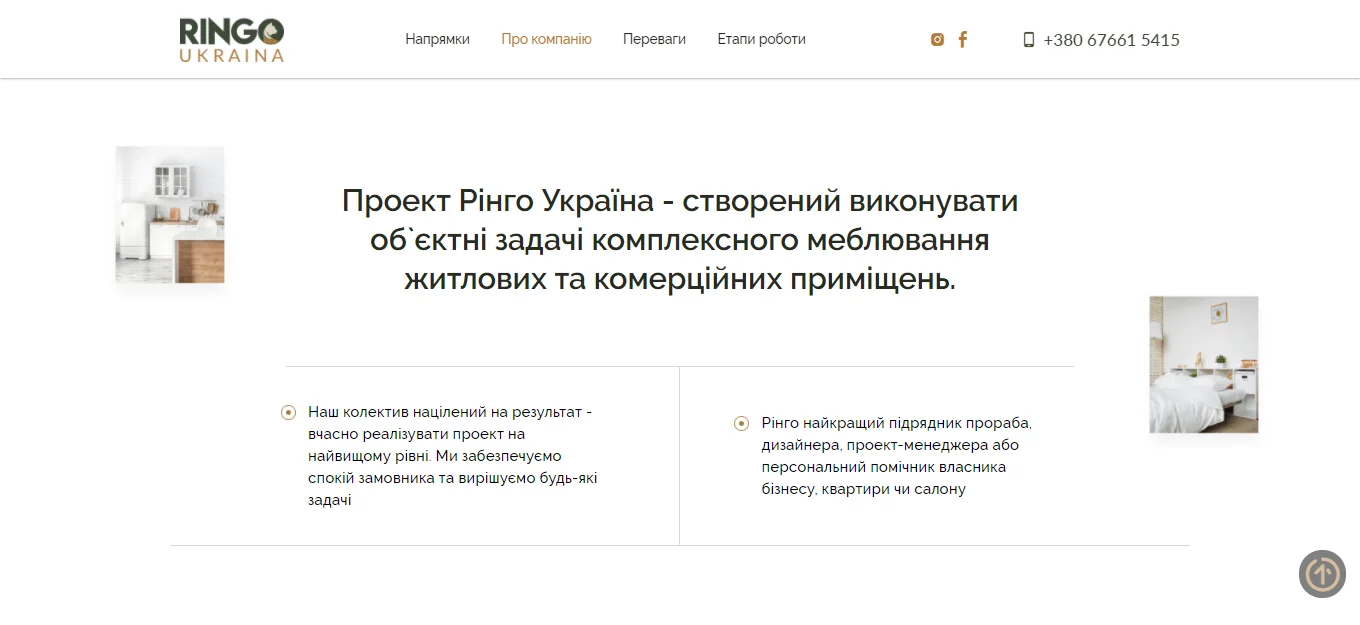 RINGO
UKRAINA
Напрямки
Про компанію
Переваги
Етапи роботи
+380 67661 5415
Проект Рінго Україна - створений виконувати
об`єктні задачі комплексного меблювання
житлових та комерційних приміщень.
Наш колектив націлений на результат -
вчасно реалізувати проект на
найвищому рівні. Ми забезпечуємо
спокій замовника та вирішуємо будь-які
задачі
Рінго найкращий підрядник прораба,
дизайнера, проект-менеджера або
персональний помічник власника
бізнесу, квартири чи салону